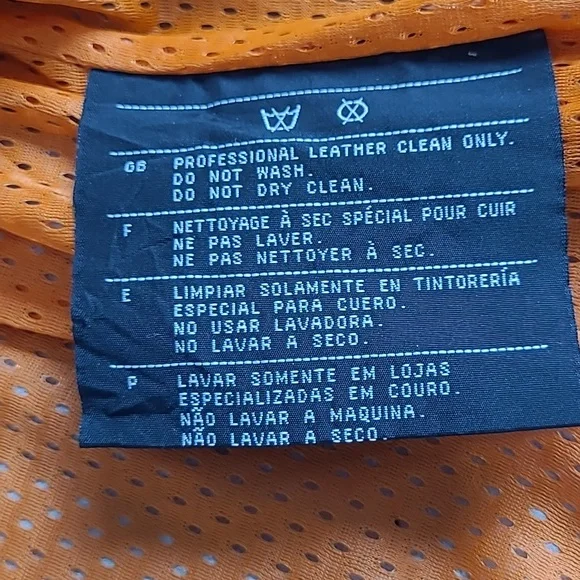 GB PROFESSIONAL LEATHER CLEAN ONLY.
DO NOT WASH.
DO NOT DRY CLEAN.
F NETTOYAGE À SEC SPÉCIAL POUR CUIR
NE PAS LAVER.
NE PAS NETTOYER À SEC.
E LIMPIAR SOLAMENTE EN TINTORERÍA
ESPECIAL PARA CUERO.
NO USAR LAVADORA.
NO LAVAR A SECO.
P LAVAR SOMENTE EM LOJAS
ESPECIALIZADAS EM COURO.
NÃO LAVAR A MAQUINA.
NÃO LAVAR A SECO.